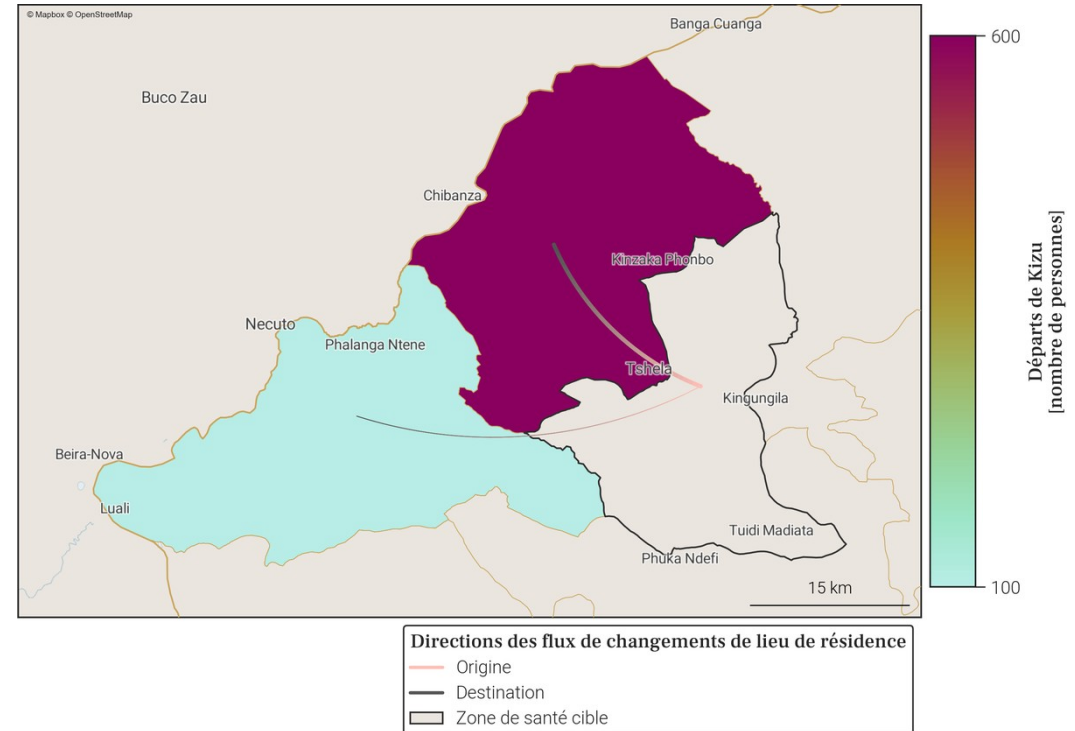 © Mapbox © OpenStreetMap
Banga Cuanga
600
Buco Zau
Chibanza
Kinzaka Phonbo
Necuto
Phalanga Ntene
Tshela
Kingungila
Beira-Nova
Luali
Tuidi Madiata
Phuka Ndefi
15 km
100
Départs de Kizu
[nombre de personnes]
Directions des flux de changements de lieu de résidence
Origine
Destination
Zone de santé cible